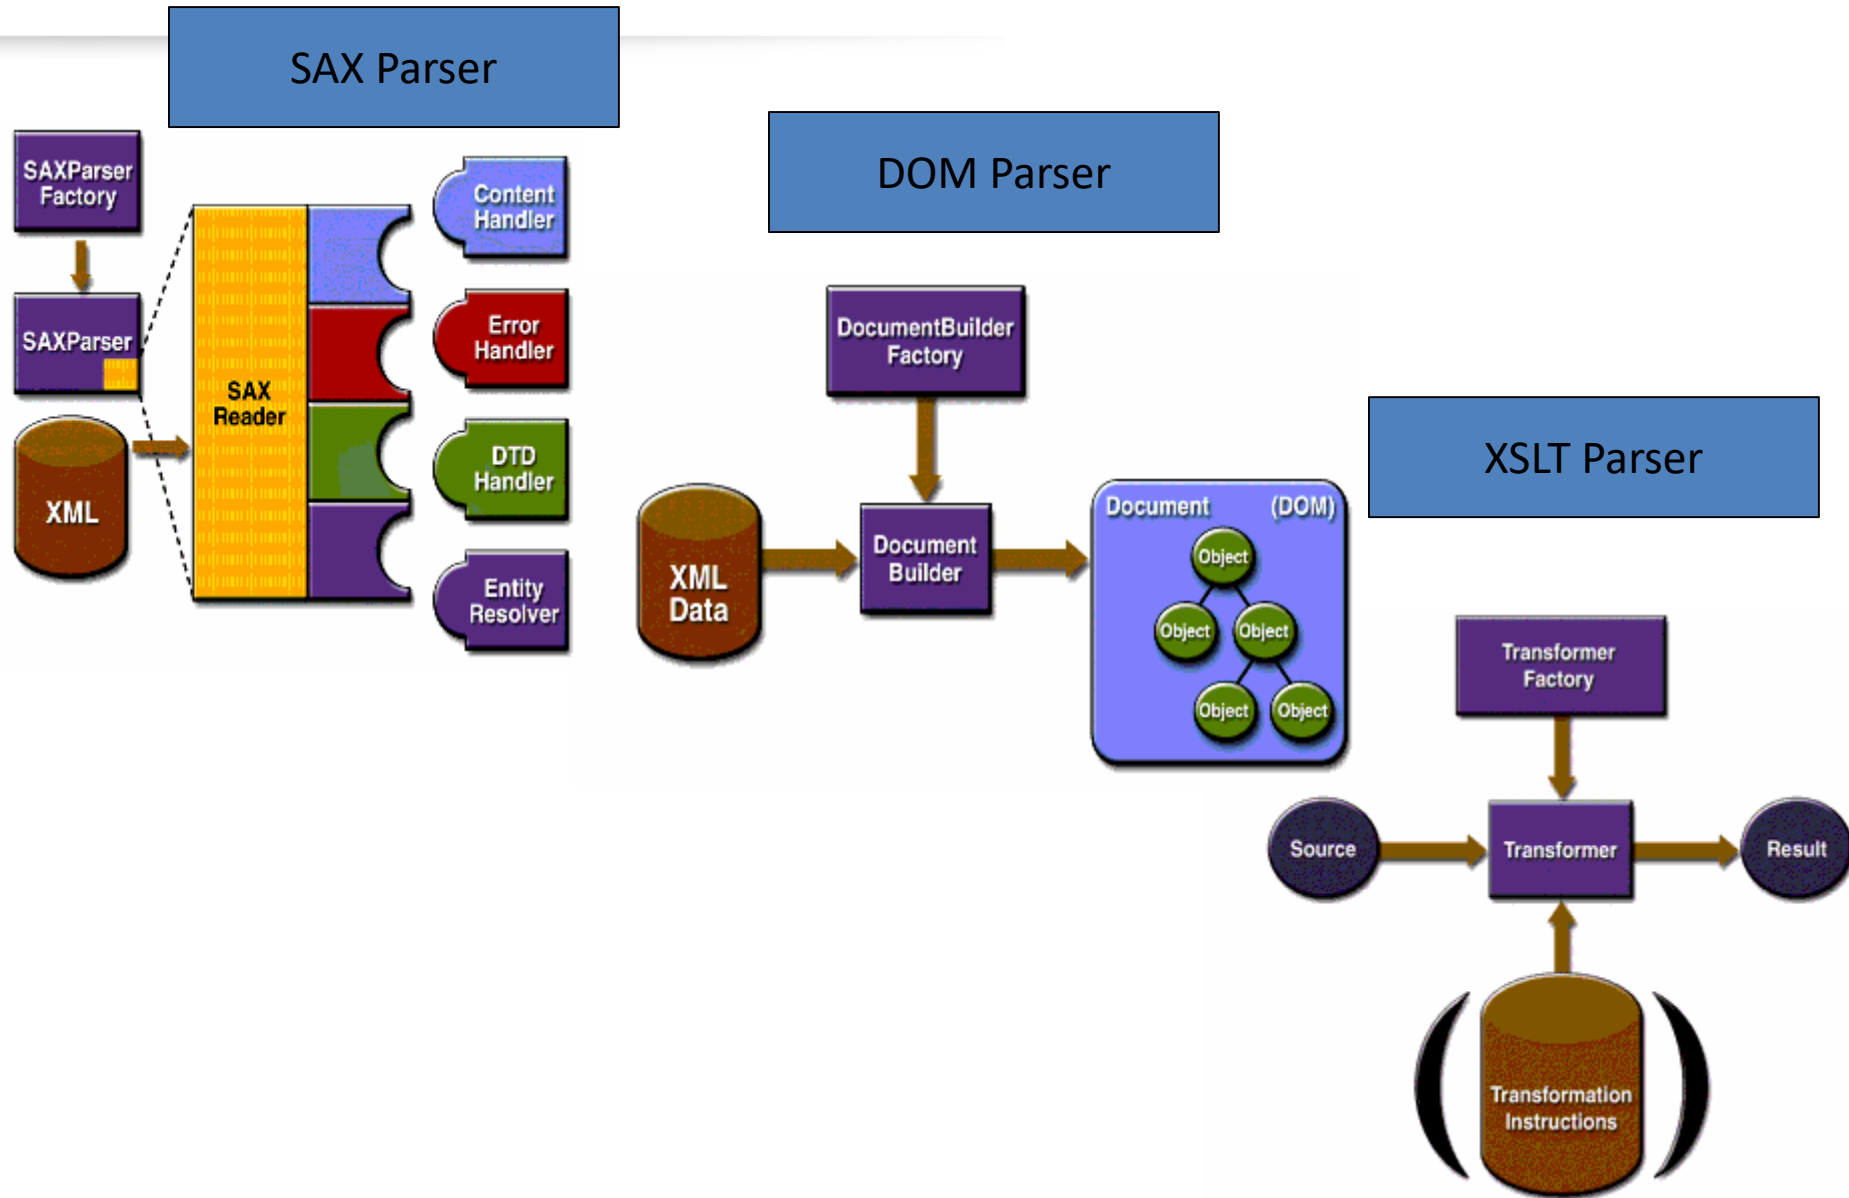 SAX Parser
SAXParser
Factory
SAXParser
XML
SAX
Reader
Content
Handler
Error
Handler
DTD
Handler
Entity
Resolver
DOM Parser
DocumentBuilder
Factory
XML
Data
Document
Builder
Document (DOM)
Object
Object Object
Object Object
XSLT Parser
Transformer
Factory
Source
Transformer
Result
Transformation
Instructions